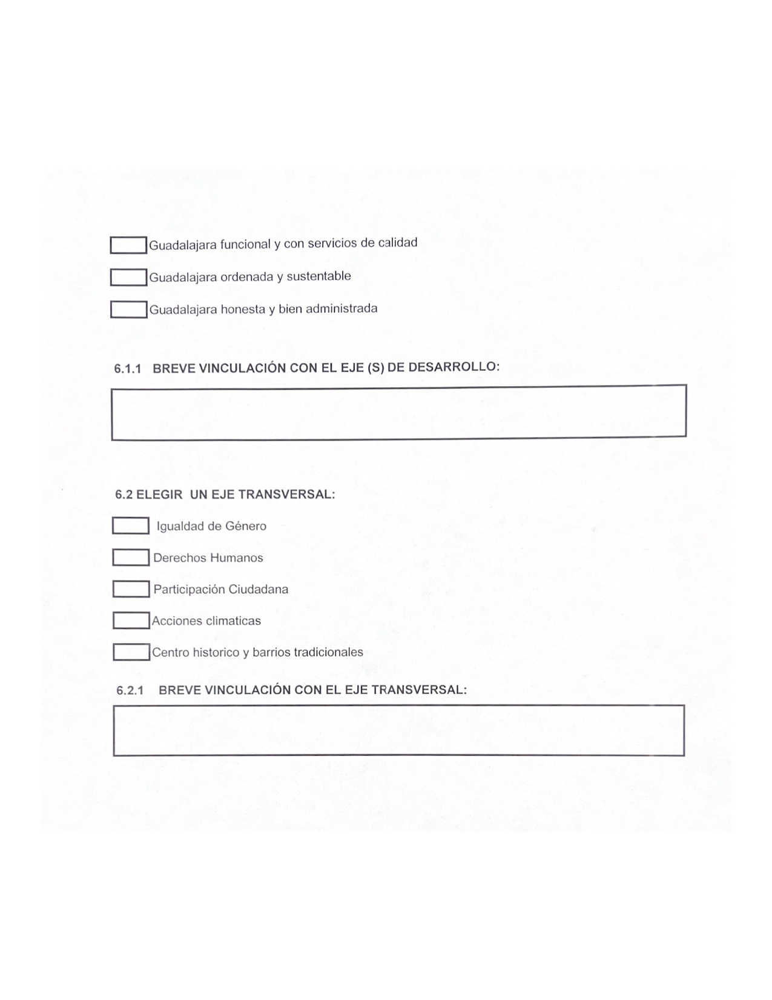 Guadalajara funcional y con servicios de calidad
Guadalajara ordenada y sustentable
Guadalajara honesta y bien administrada
6.1.1 BREVE VINCULACIÓN CON EL EJE (S) DE DESARROLLO:
6.2 ELEGIR UN EJE TRANSVERSAL:
Igualdad de Género
Derechos Humanos
Participación Ciudadana
Acciones climaticas
Centro historico y barrios tradicionales
6.2.1 BREVE VINCULACIÓN CON EL EJE TRANSVERSAL: